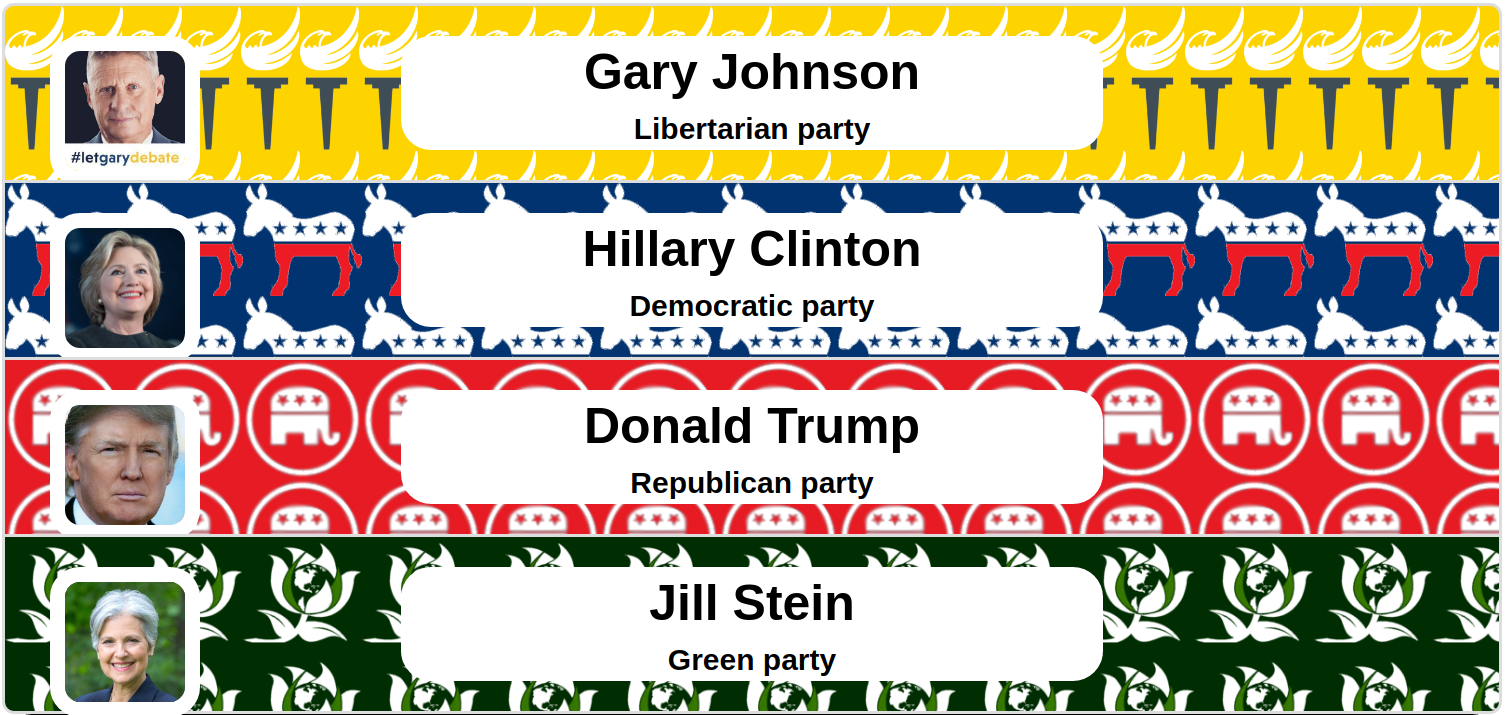 Gary Johnson
Libertarian party
#letgarydebate
Hillary Clinton
Democratic party
Donald Trump
Republican party
Jill Stein
Green party